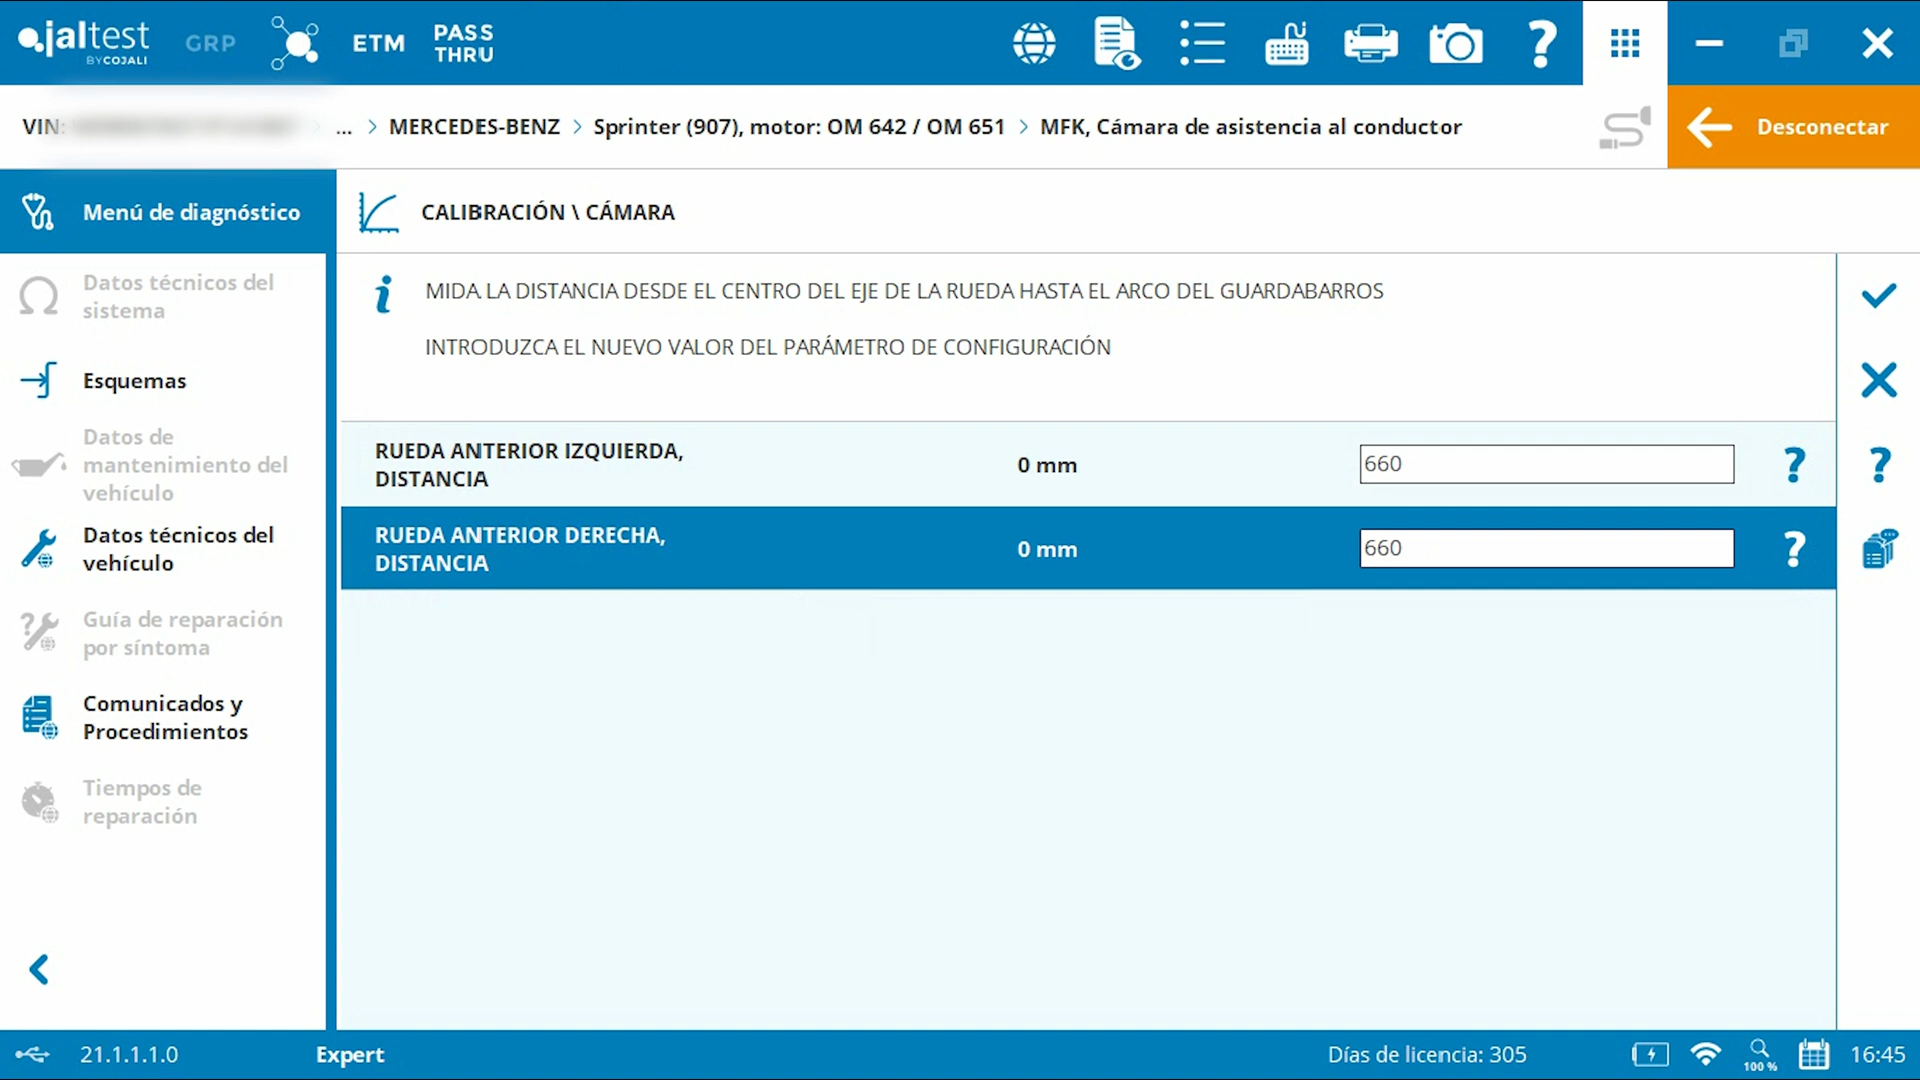 jaltest
BY COJALI
GRP
ETM
PASS
THRU
VIN:
... > MERCEDES-BENZ > Sprinter (907), motor: OM 642 / OM 651 > MFK, Cámara de asistencia al conductor
Desconectar
Menú de diagnóstico
CALIBRACIÓN \ CÁMARA
Datos técnicos del
sistema
Esquemas
Datos de
mantenimiento del
vehículo
Datos técnicos del
vehículo
Guía de reparación
por síntoma
Comunicados y
Procedimientos
Tiempos de
reparación
MIDA LA DISTANCIA DESDE EL CENTRO DEL EJE DE LA RUEDA HASTA EL ARCO DEL GUARDABARROS
INTRODUZCA EL NUEVO VALOR DEL PARÁMETRO DE CONFIGURACIÓN
RUEDA ANTERIOR IZQUIERDA,
DISTANCIA
0 mm
660
RUEDA ANTERIOR DERECHA,
DISTANCIA
0 mm
660
21.1.1.1.0
Expert
Días de licencia: 305
100 %
16:45